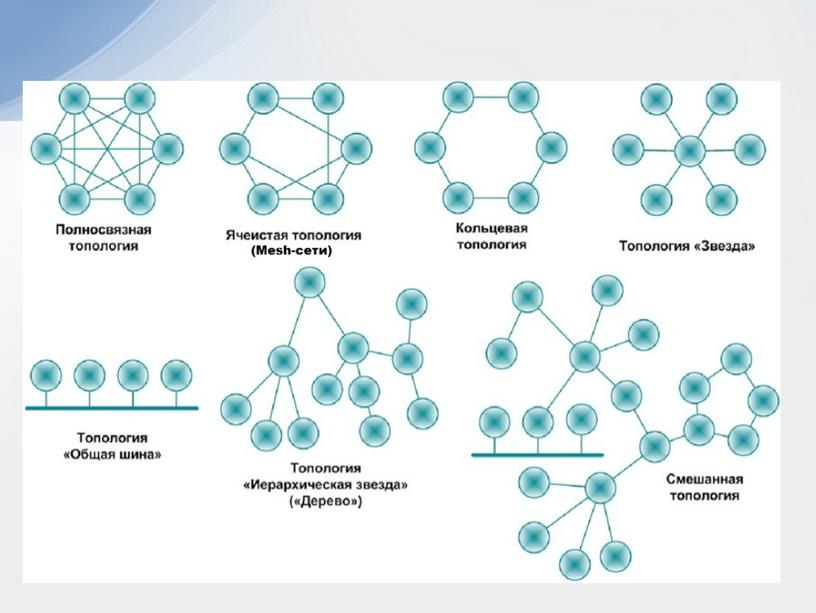 Полносвязная
топология
Ячеистая топология
(Mesh-сети)
Кольцевая
топология
Топология «Звезда»
Топология
«Общая шина»
Топология
«Иерархическая звезда»
(«Дерево»)
Смешанная
топология